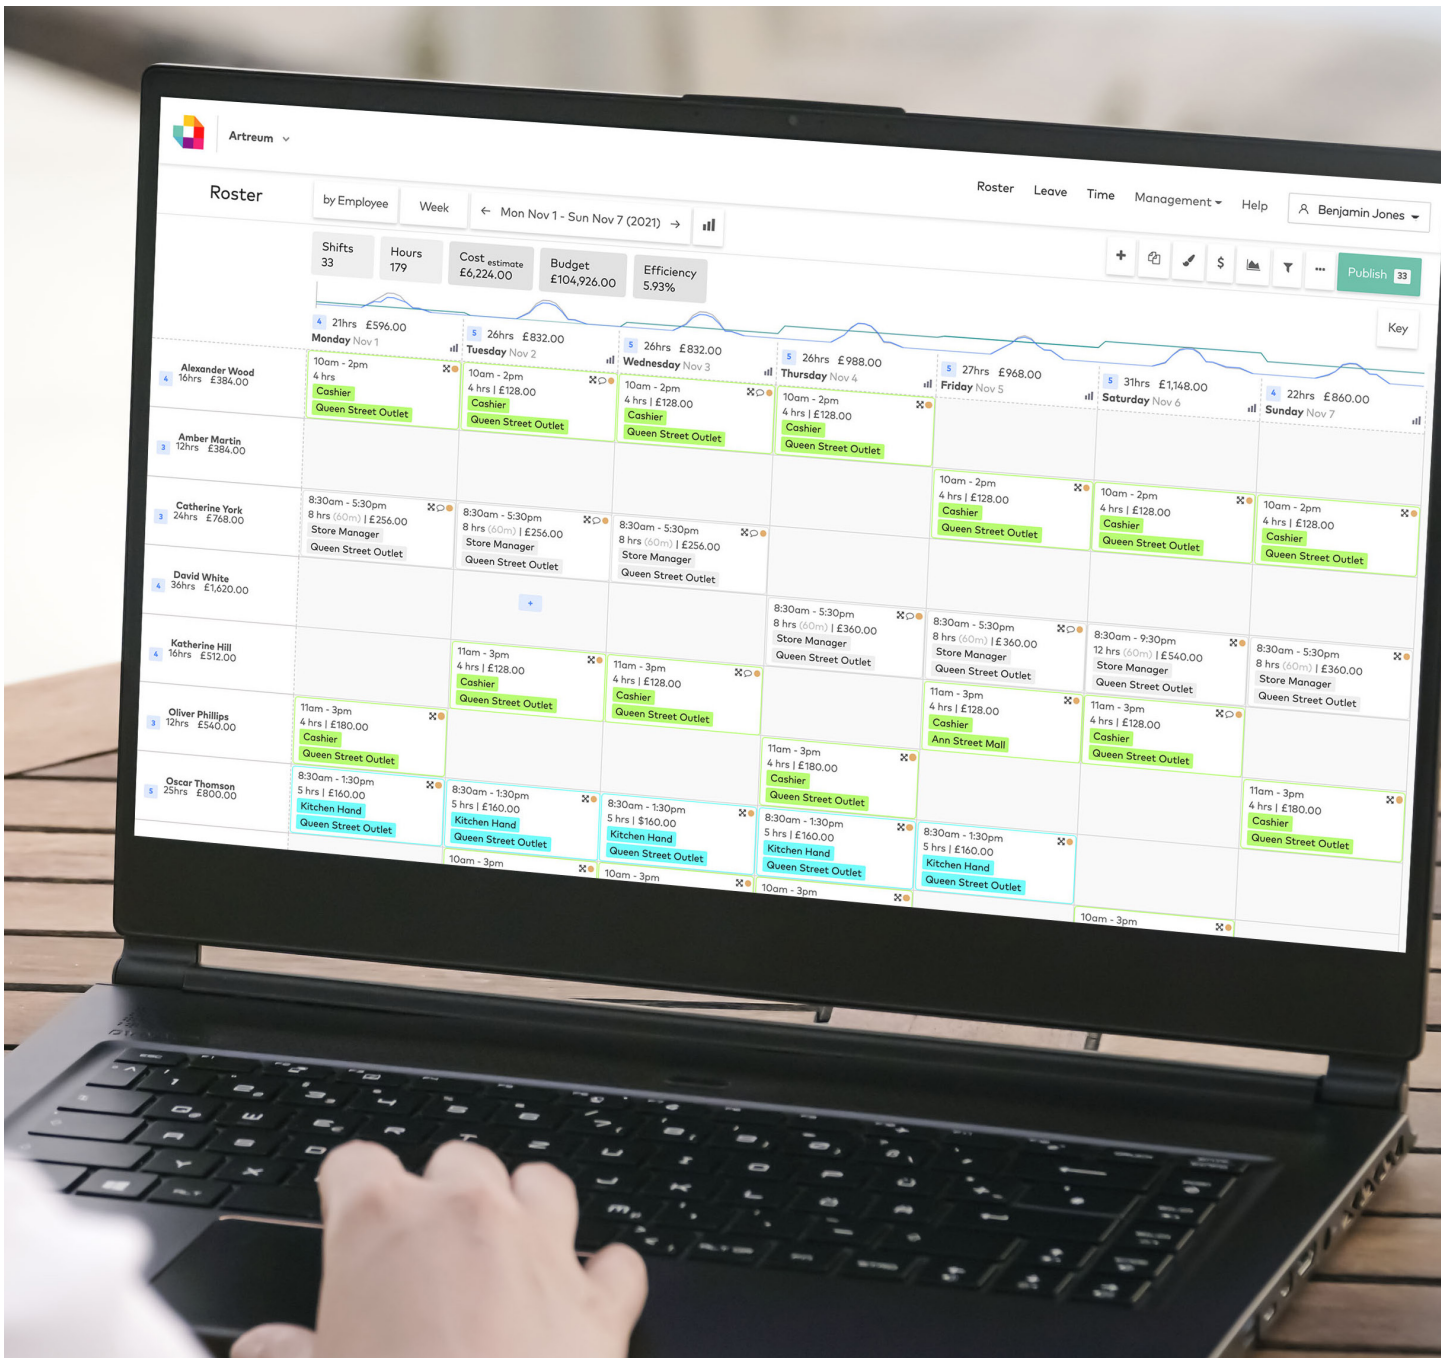 Artreum
Roster Leave Time Management Help Benjamin Jones
Roster by Employee Week ← Mon Nov 1 - Sun Nov 7 (2021) →
Shifts 33
Hours 179
Cost estimate £6,224.00
Budget £104,926.00
Efficiency 5.93%
+ $ ... Publish 33
Key
4 21hrs £596.00
Monday Nov 1
5 26hrs £832.00
Tuesday Nov 2
5 26hrs £832.00
Wednesday Nov 3
5 26hrs £988.00
Thursday Nov 4
5 27hrs £968.00
Friday Nov 5
5 31hrs £1,148.00
Saturday Nov 6
4 22hrs £860.00
Sunday Nov 7
Alexander Wood
4 16hrs £384.00
10am - 2pm
4 hrs
Cashier
Queen Street Outlet
10am - 2pm
4 hrs | £128.00
Cashier
Queen Street Outlet
10am - 2pm
4 hrs | £128.00
Cashier
Queen Street Outlet
10am - 2pm
4 hrs | £128.00
Cashier
Queen Street Outlet
Amber Martin
3 12hrs £384.00
10am - 2pm
4 hrs | £128.00
Cashier
Queen Street Outlet
10am - 2pm
4 hrs | £128.00
Cashier
Queen Street Outlet
10am - 2pm
4 hrs | £128.00
Cashier
Queen Street Outlet
Catherine York
3 24hrs £768.00
8:30am - 5:30pm
8 hrs (60m) | £256.00
Store Manager
Queen Street Outlet
8:30am - 5:30pm
8 hrs (60m) | £256.00
Store Manager
Queen Street Outlet
8:30am - 5:30pm
8 hrs (60m) | £256.00
Store Manager
Queen Street Outlet
David White
4 36hrs £1,620.00
+
8:30am - 5:30pm
8 hrs (60m) | £360.00
Store Manager
Queen Street Outlet
8:30am - 5:30pm
8 hrs (60m) | £360.00
Store Manager
Queen Street Outlet
8:30am - 9:30pm
12 hrs (60m) | £540.00
Store Manager
Queen Street Outlet
8:30am - 5:30pm
8 hrs (60m) | £360.00
Store Manager
Queen Street Outlet
Katherine Hill
4 16hrs £512.00
11am - 3pm
4 hrs | £128.00
Cashier
Queen Street Outlet
11am - 3pm
4 hrs | £128.00
Cashier
Queen Street Outlet
11am - 3pm
4 hrs | £128.00
Cashier
Ann Street Mall
11am - 3pm
4 hrs | £128.00
Cashier
Queen Street Outlet
Oliver Phillips
3 12hrs £540.00
11am - 3pm
4 hrs | £180.00
Cashier
Queen Street Outlet
11am - 3pm
4 hrs | £180.00
Cashier
Queen Street Outlet
11am - 3pm
4 hrs | £180.00
Cashier
Queen Street Outlet
Oscar Thomson
5 25hrs £800.00
8:30am - 1:30pm
5 hrs | £160.00
Kitchen Hand
Queen Street Outlet
8:30am - 1:30pm
5 hrs | £160.00
Kitchen Hand
Queen Street Outlet
8:30am - 1:30pm
5 hrs | $160.00
Kitchen Hand
Queen Street Outlet
8:30am - 1:30pm
5 hrs | £160.00
Kitchen Hand
Queen Street Outlet
8:30am - 1:30pm
5 hrs | £160.00
Kitchen Hand
Queen Street Outlet
10am - 3pm
10am - 3pm
10am - 3pm
10am - 3pm